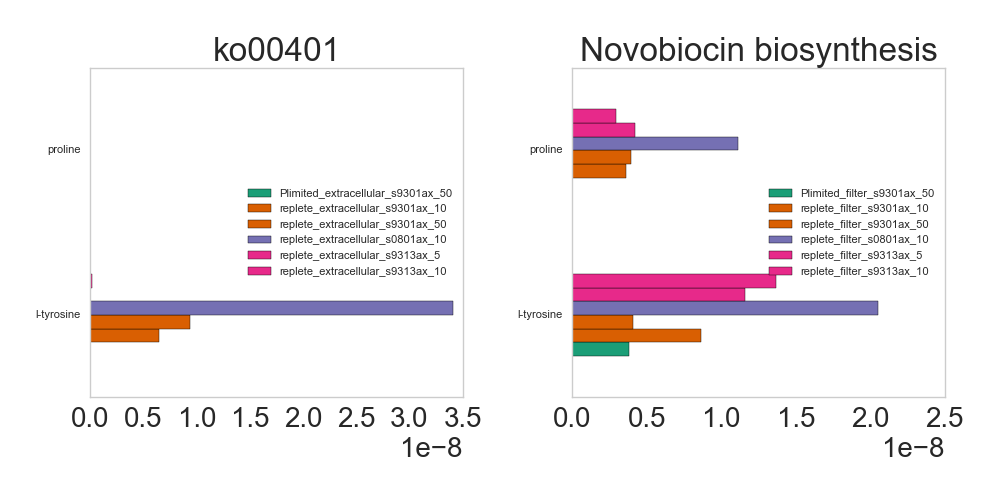 ko00401
proline
l-tyrosine
Plimited_extracellular_s9301ax_50
replete_extracellular_s9301ax_10
replete_extracellular_s9301ax_50
replete_extracellular_s0801ax_10
replete_extracellular_s9313ax_5
replete_extracellular_s9313ax_10
0.0 0.5 1.0 1.5 2.0 2.5 3.0 3.5
1e−8
Novobiocin biosynthesis
proline
l-tyrosine
Plimited_filter_s9301ax_50
replete_filter_s9301ax_10
replete_filter_s9301ax_50
replete_filter_s0801ax_10
replete_filter_s9313ax_5
replete_filter_s9313ax_10
0.0 0.5 1.0 1.5 2.0 2.5
1e−8